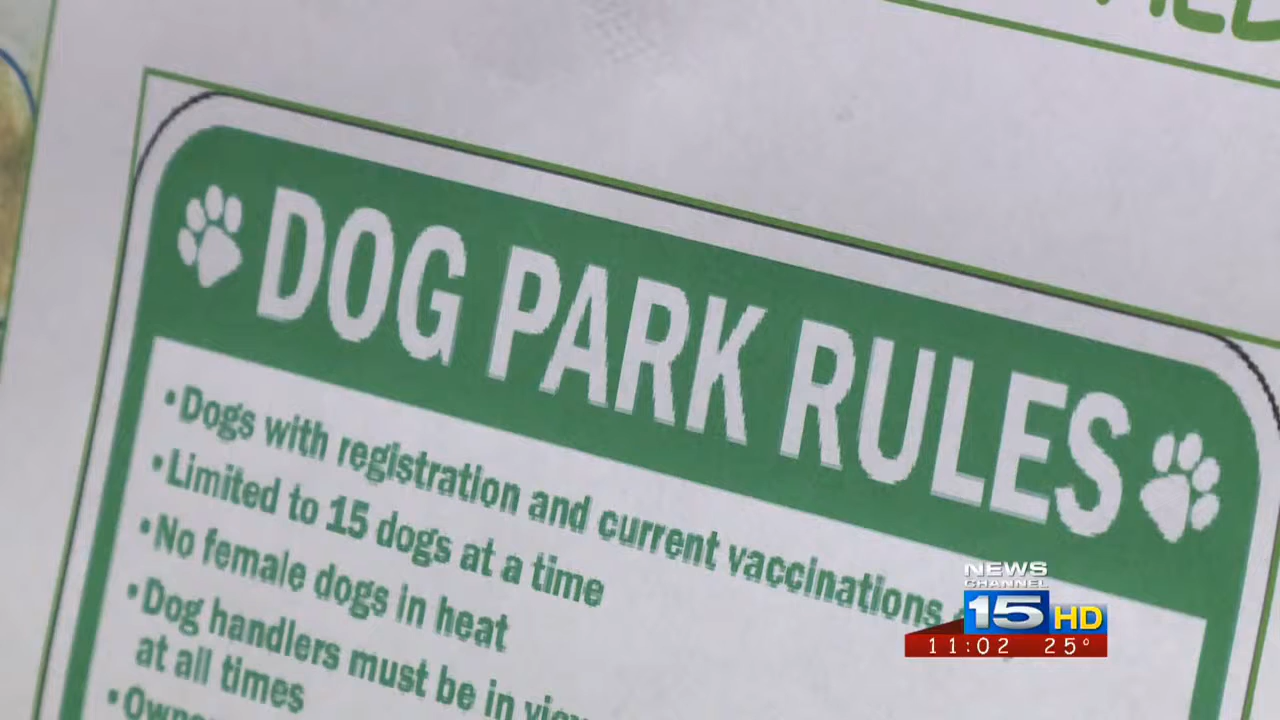 DOG PARK RULES
•Dogs with registration and current vaccinations
•Limited to 15 dogs at a time
•No female dogs in heat
•Dog handlers must be in view
at all times
NEWS
CHANNEL
15 HD
11:02 25°